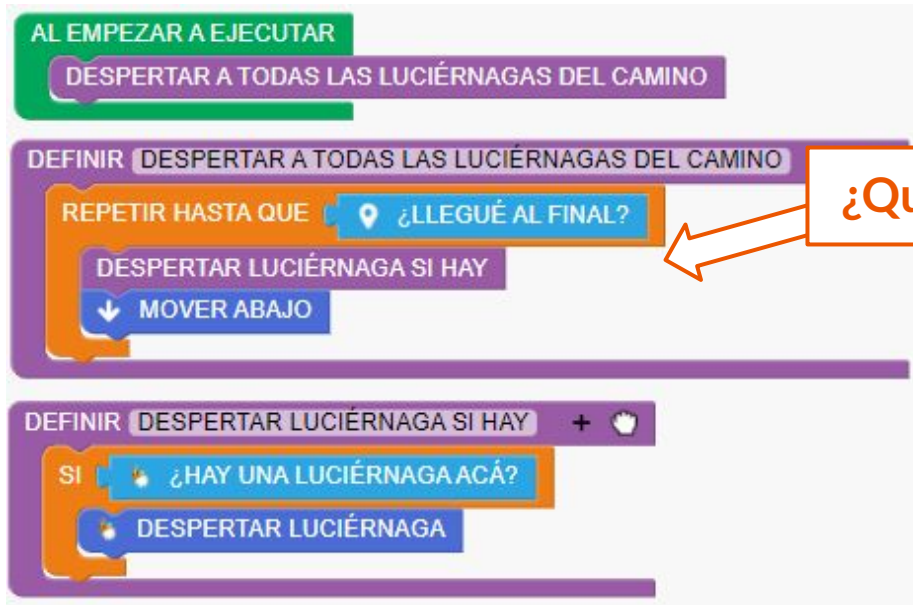 AL EMPEZAR A EJECUTAR
DESPERTAR A TODAS LAS LUCIÉRNAGAS DEL CAMINO
DEFINIR DESPERTAR A TODAS LAS LUCIÉRNAGAS DEL CAMINO
REPETIR HASTA QUE ¿LLEGUÉ AL FINAL?
DESPERTAR LUCIÉRNAGA SI HAY
MOVER ABAJO
DEFINIR DESPERTAR LUCIÉRNAGA SI HAY +
SI ¿HAY UNA LUCIÉRNAGA ACÁ?
DESPERTAR LUCIÉRNAGA